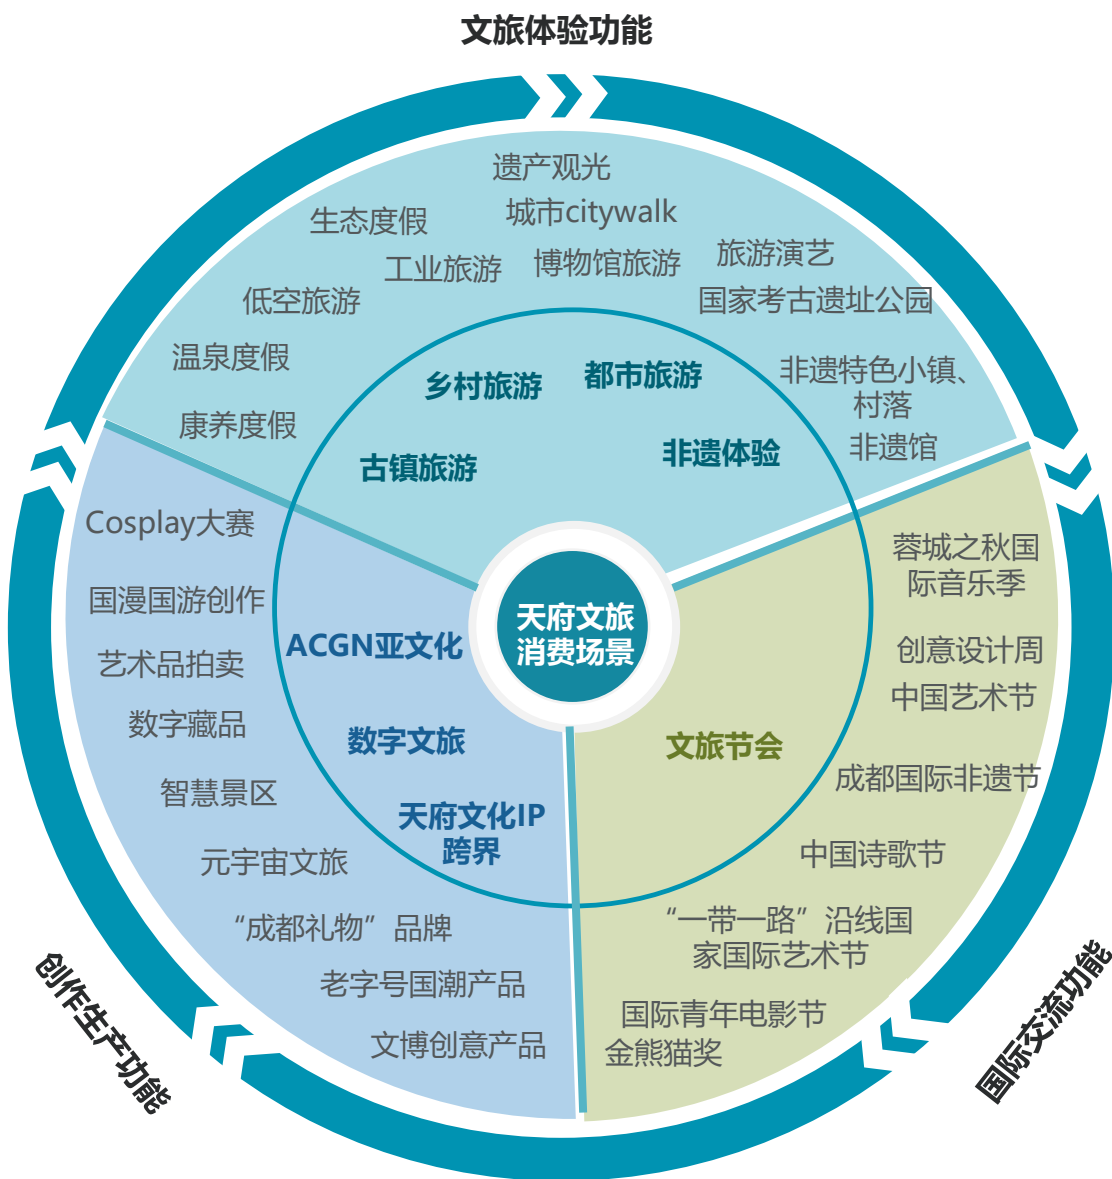 文旅体验功能
遗产观光
城市citywalk
生态度假
工业旅游
博物馆旅游
旅游演艺
低空旅游
国家考古遗址公园
温泉度假
康养度假
非遗特色小镇、
村落
非遗馆
乡村旅游
都市旅游
古镇旅游
非遗体验
天府文旅
消费场景
Cosplay大赛
国漫国游创作
艺术品拍卖
数字藏品
智慧景区
元宇宙文旅
“成都礼物”品牌
老字号国潮产品
文博创意产品
ACGN亚文化
数字文旅
天府文化IP
跨界
文旅节会
蓉城之秋国
际音乐季
创意设计周
中国艺术节
成都国际非遗节
中国诗歌节
“一带一路”沿线国
家国际艺术节
国际青年电影节
金熊猫奖
创作生产功能
国际交流功能